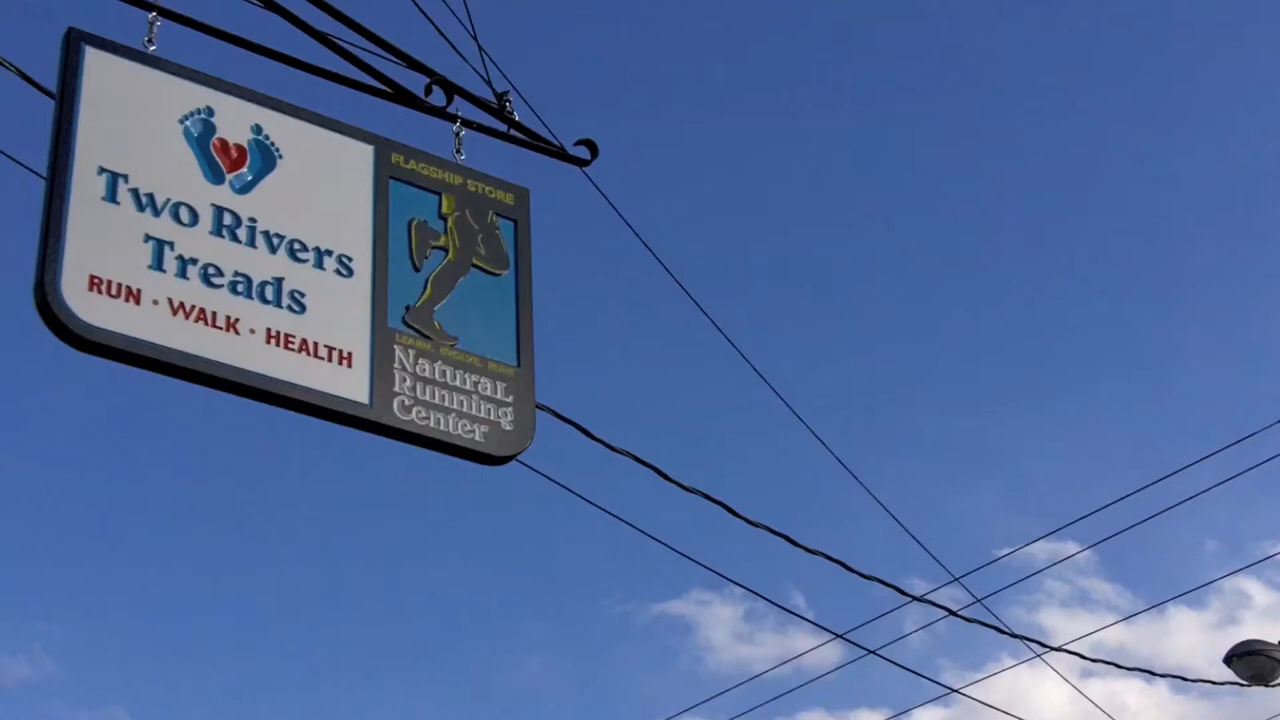 Two Rivers
Treads
RUN · WALK · HEALTH
FLAGSHIP STORE
LEARN. EVOLVE. RUN!
Natural
Running
Center